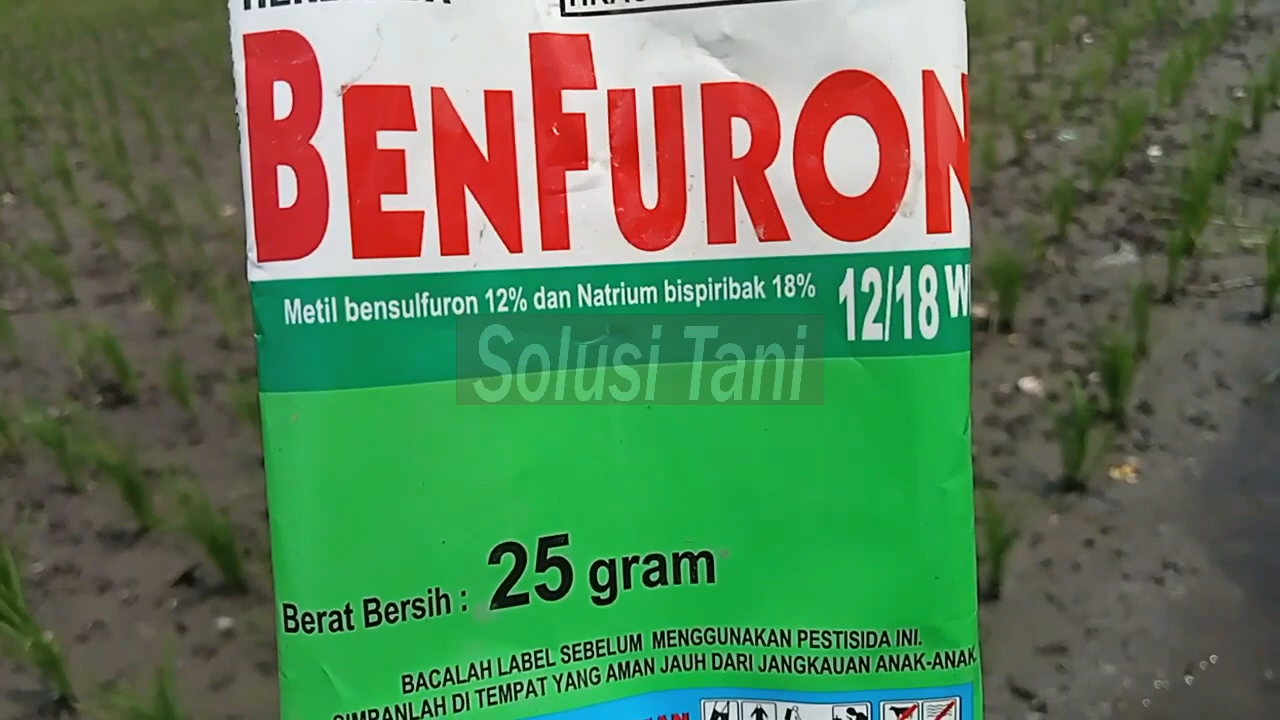 BENFURON
Metil bensulfuron 12% dan Natrium bispiribak 18%
12/18 W
Solusi Tani
Berat Bersih : 25 gram
BACALAH LABEL SEBELUM MENGGUNAKAN PESTISIDA INI.
SIMPANLAH DI TEMPAT YANG AMAN JAUH DARI JANGKAUAN ANAK-ANAK